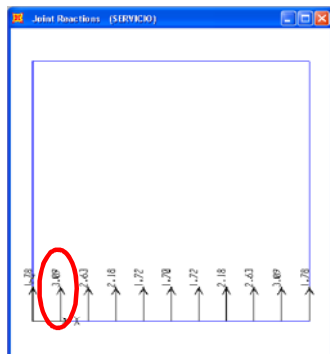 Joint Reactions (SERVICIO)
1.78 3.09 2.63 2.18 1.72 1.70 1.72 2.18 2.63 3.09 1.78
X